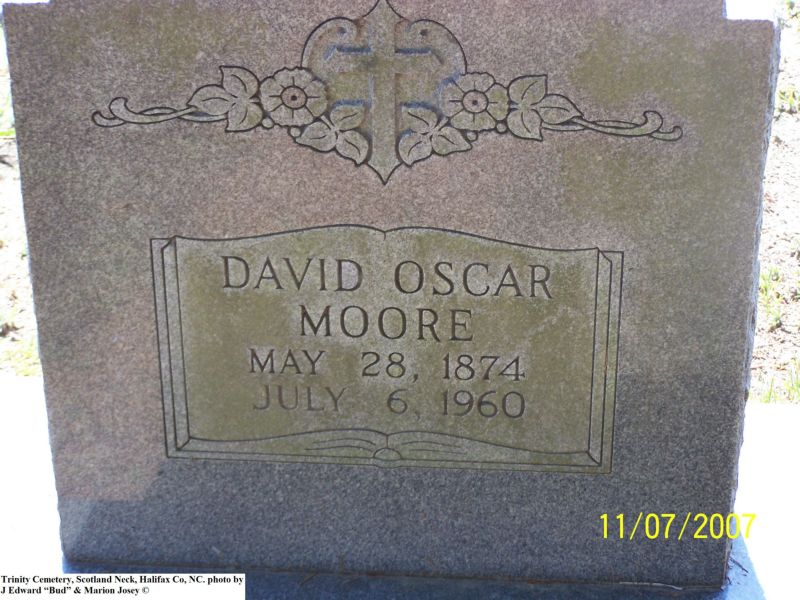 DAVID OSCAR
MOORE
MAY 28, 1874
JULY 6, 1960
11/07/2007
Trinity Cemetery, Scotland Neck, Halifax Co, NC. photo by
J Edward “Bud” & Marion Josey ©